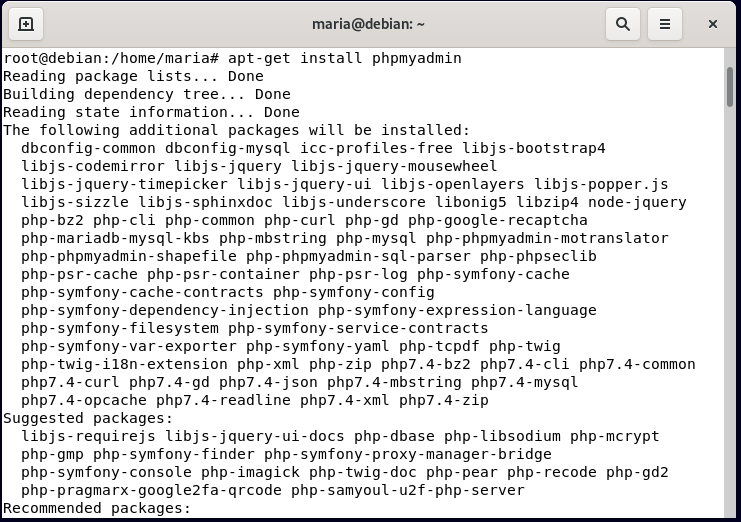 maria@debian: ~
root@debian:/home/maria# apt-get install phpmyadmin
Reading package lists... Done
Building dependency tree... Done
Reading state information... Done
The following additional packages will be installed:
  dbconfig-common dbconfig-mysql icc-profiles-free libjs-bootstrap4
  libjs-codemirror libjs-jquery libjs-jquery-mousewheel
  libjs-jquery-timepicker libjs-jquery-ui libjs-openlayers libjs-popper.js
  libjs-sizzle libjs-sphinxdoc libjs-underscore libonig5 libzip4 node-jquery
  php-bz2 php-cli php-common php-curl php-gd php-google-recaptcha
  php-mariadb-mysql-kbs php-mbstring php-mysql php-phpmyadmin-motranslator
  php-phpmyadmin-shapefile php-phpmyadmin-sql-parser php-phpseclib
  php-psr-cache php-psr-container php-psr-log php-symfony-cache
  php-symfony-cache-contracts php-symfony-config
  php-symfony-dependency-injection php-symfony-expression-language
  php-symfony-filesystem php-symfony-service-contracts
  php-symfony-var-exporter php-symfony-yaml php-tcpdf php-twig
  php-twig-i18n-extension php-xml php-zip php7.4-bz2 php7.4-cli php7.4-common
  php7.4-curl php7.4-gd php7.4-json php7.4-mbstring php7.4-mysql
  php7.4-opcache php7.4-readline php7.4-xml php7.4-zip
Suggested packages:
  libjs-requirejs libjs-jquery-ui-docs php-dbase php-libsodium php-mcrypt
  php-gmp php-symfony-finder php-symfony-proxy-manager-bridge
  php-symfony-console php-imagick php-twig-doc php-pear php-recode php-gd2
  php-pragmarx-google2fa-qrcode php-samyoul-u2f-php-server
Recommended packages: